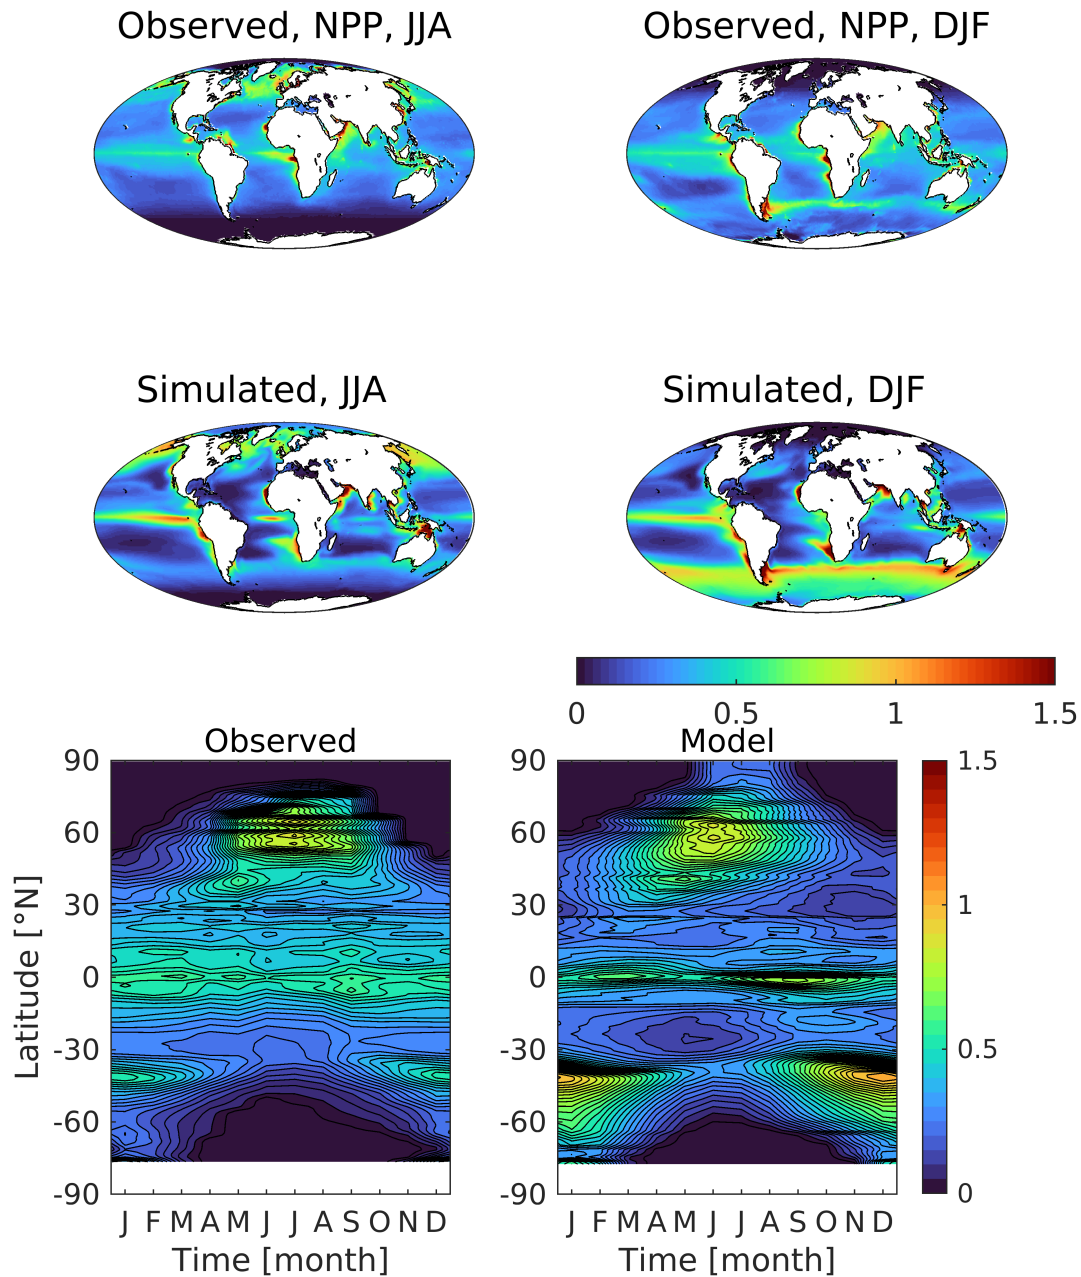 Observed, NPP, JJA
Observed, NPP, DJF
Simulated, JJA
Simulated, DJF
0 0.5 1 1.5
Observed
Model
90
60
30
0
-30
-60
-90
Latitude [°N]
J F M A M J J A S O N D
Time [month]
90
60
30
0
-30
-60
-90
J F M A M J J A S O N D
Time [month]
1.5
1
0.5
0